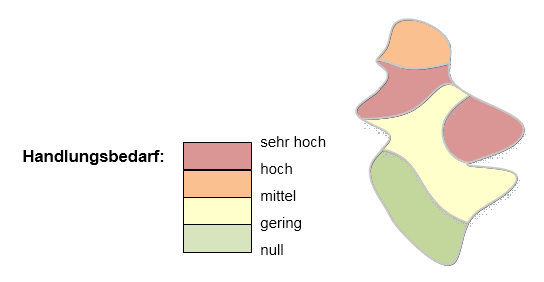 sehr hoch
Handlungsbedarf:
hoch
mittel
gering
null